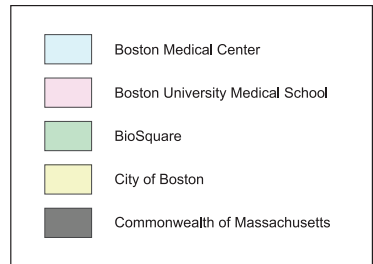 Boston Medical Center
Boston University Medical School
BioSquare
City of Boston
Commonwealth of Massachusetts